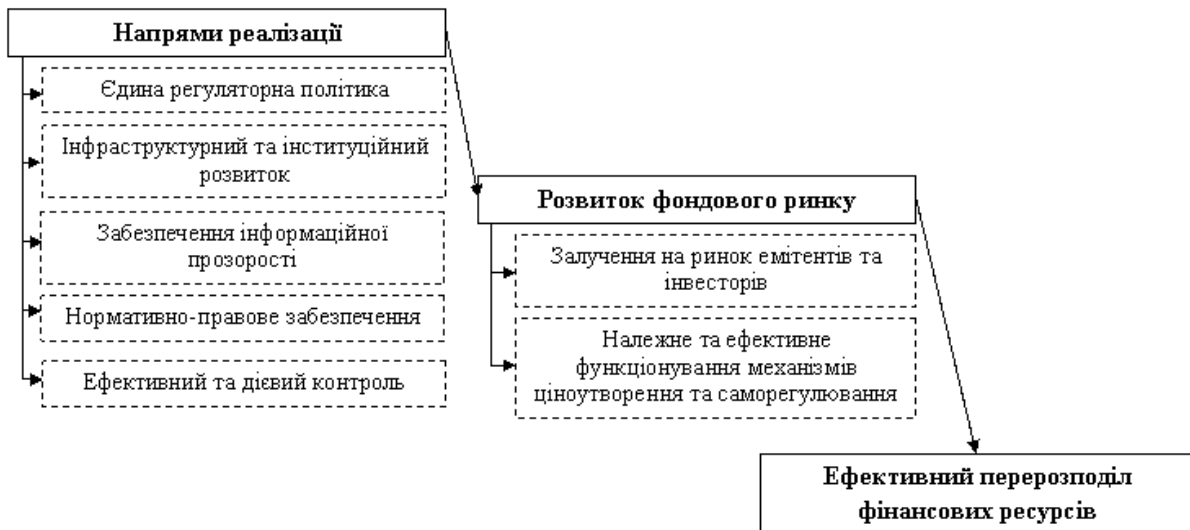 Напрями реалізації
Єдина регуляторна політика
Інфраструктурний та інституційний
розвиток
Забезпечення інформаційної
прозорості
Нормативно-правове забезпечення
Ефективний та дієвий контроль
Розвиток фондового ринку
Залучення на ринок емітентів та
інвесторів
Належне та ефективне
функціонування механізмів
ціноутворення та саморегулювання
Ефективний перерозподіл
фінансових ресурсів